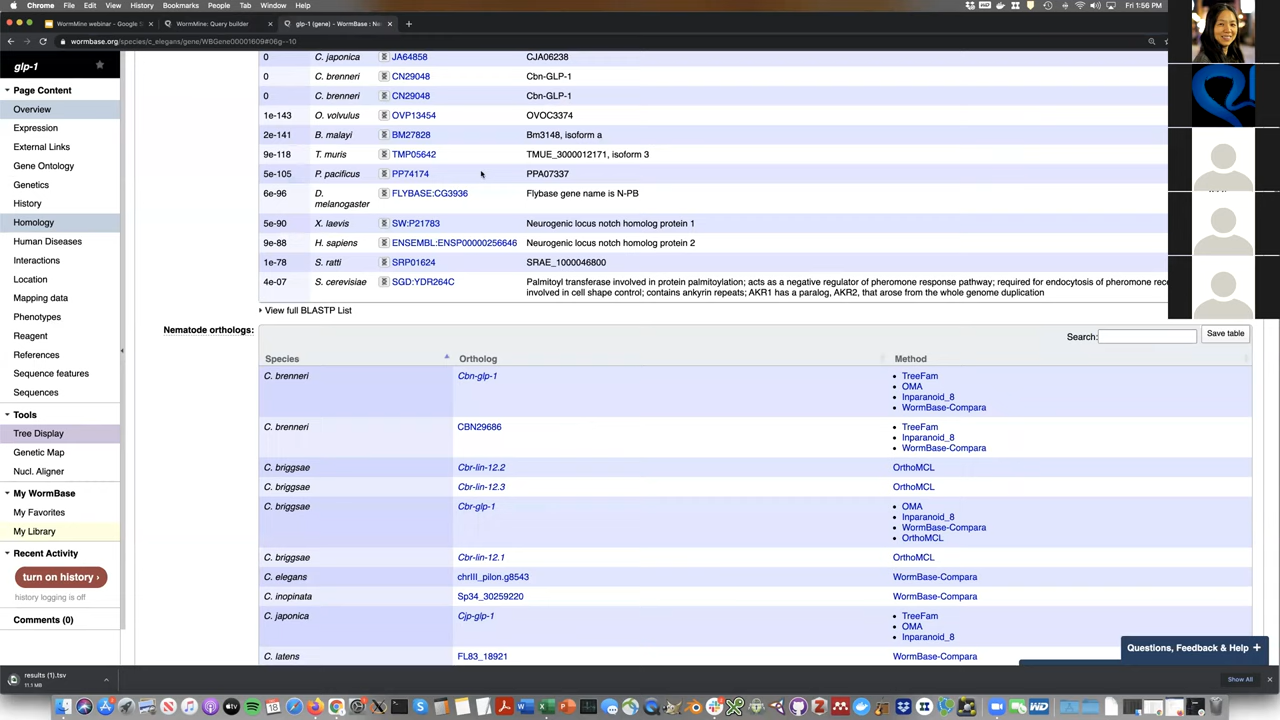 Chrome File Edit View History Bookmarks People Tab Window Help Fri 1:56 PM
WormMine webinar - Google S WormMine: Query builder glp-1 (gene) - WormBase : Ne
wormbase.org/species/c_elegans/gene/WBGene00001609#06g--10
glp-1
Page Content
Overview
Expression
External Links
Gene Ontology
Genetics
History
Homology
Human Diseases
Interactions
Location
Mapping data
Phenotypes
Reagent
References
Sequence features
Sequences
Tools
Tree Display
Genetic Map
Nucl. Aligner
My WormBase
My Favorites
My Library
Recent Activity
turn on history ›
history logging is off
Comments (0)
0 C. japonica JA64858 CJA06238
0 C. brenneri CN29048 Cbn-GLP-1
0 C. brenneri CN29048 Cbn-GLP-1
1e-143 O. volvulus OVP13454 OVOC3374
2e-141 B. malayi BM27828 Bm3148, isoform a
9e-118 T. muris TMP05642 TMUE_3000012171, isoform 3
5e-105 P. pacificus PP74174 PPA07337
6e-96 D. melanogaster FLYBASE:CG3936 Flybase gene name is N-PB
5e-90 X. laevis SW:P21783 Neurogenic locus notch homolog protein 1
9e-88 H. sapiens ENSEMBL:ENSP00000256646 Neurogenic locus notch homolog protein 2
1e-78 S. ratti SRP01624 SRAE_1000046800
4e-07 S. cerevisiae SGD:YDR264C Palmitoyl transferase involved in protein palmitoylation; acts as a negative regulator of pheromone response pathway; required for endocytosis of pheromone rece
involved in cell shape control; contains ankyrin repeats; AKR1 has a paralog, AKR2, that arose from the whole genome duplication
View full BLASTP List
Nematode orthologs:
Search: Save table
Species Ortholog Method
C. brenneri Cbn-glp-1 • TreeFam
• OMA
• Inparanoid_8
• WormBase-Compara
C. brenneri CBN29686 • TreeFam
• Inparanoid_8
• WormBase-Compara
C. briggsae Cbr-lin-12.2 OrthoMCL
C. briggsae Cbr-lin-12.3 OrthoMCL
C. briggsae Cbr-glp-1 • OMA
• Inparanoid_8
• WormBase-Compara
• OrthoMCL
C. briggsae Cbr-lin-12.1 OrthoMCL
C. elegans chrIII_pilon.g8543 WormBase-Compara
C. inopinata Sp34_30259220 WormBase-Compara
C. japonica Cjp-glp-1 • TreeFam
• OMA
• Inparanoid_8
C. latens FL83_18921 WormBase-Compara
Questions, Feedback & Help +
results (1).tsv
11.1 MB
Show All